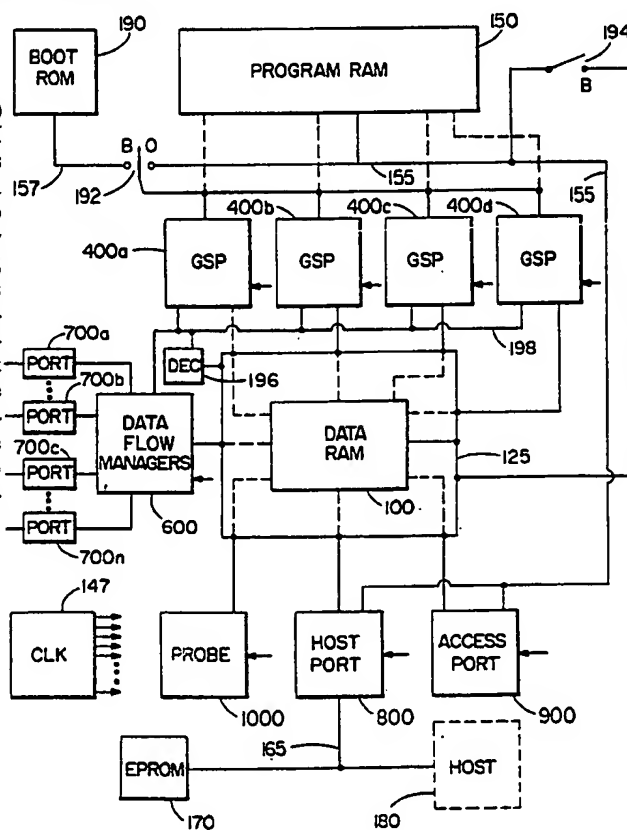 190
BOOT
ROM
150
PROGRAM RAM
194
B
B O
157
192
155
155
400a
400b
400c
400d
GSP
GSP
GSP
GSP
198
700a
PORT
DEC
196
700b
PORT
DATA
FLOW
MANAGERS
DATA
RAM
700c
PORT
125
100
PORT
600
700n
147
CLK
PROBE
HOST
PORT
ACCESS
PORT
1000
800
900
165
EPROM
HOST
170
180